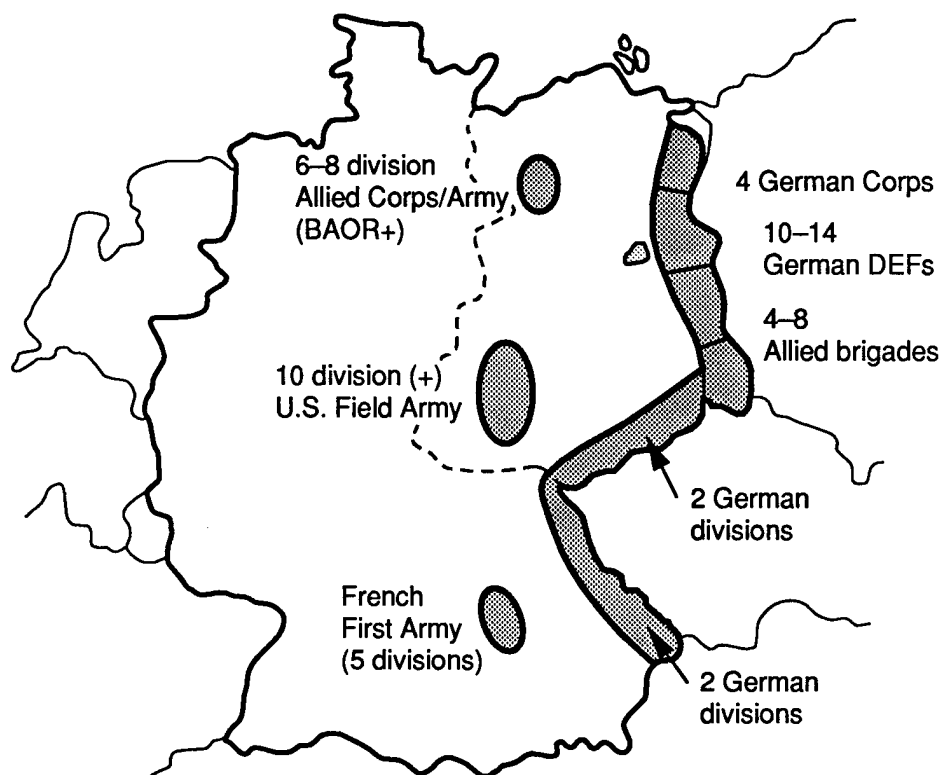 6–8 division
Allied Corps/Army
(BAOR+)
4 German Corps
10–14
German DEFs
4–8
Allied brigades
10 division (+)
U.S. Field Army
2 German
divisions
French
First Army
(5 divisions)
2 German
divisions